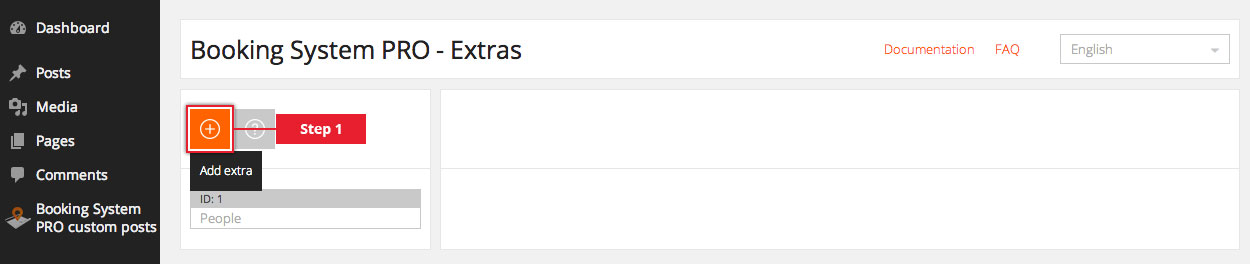 Dashboard
Posts
Media
Pages
Comments
Booking System
PRO custom posts
Booking System PRO - Extras
Documentation
FAQ
English
Step 1
Add extra
ID: 1
People